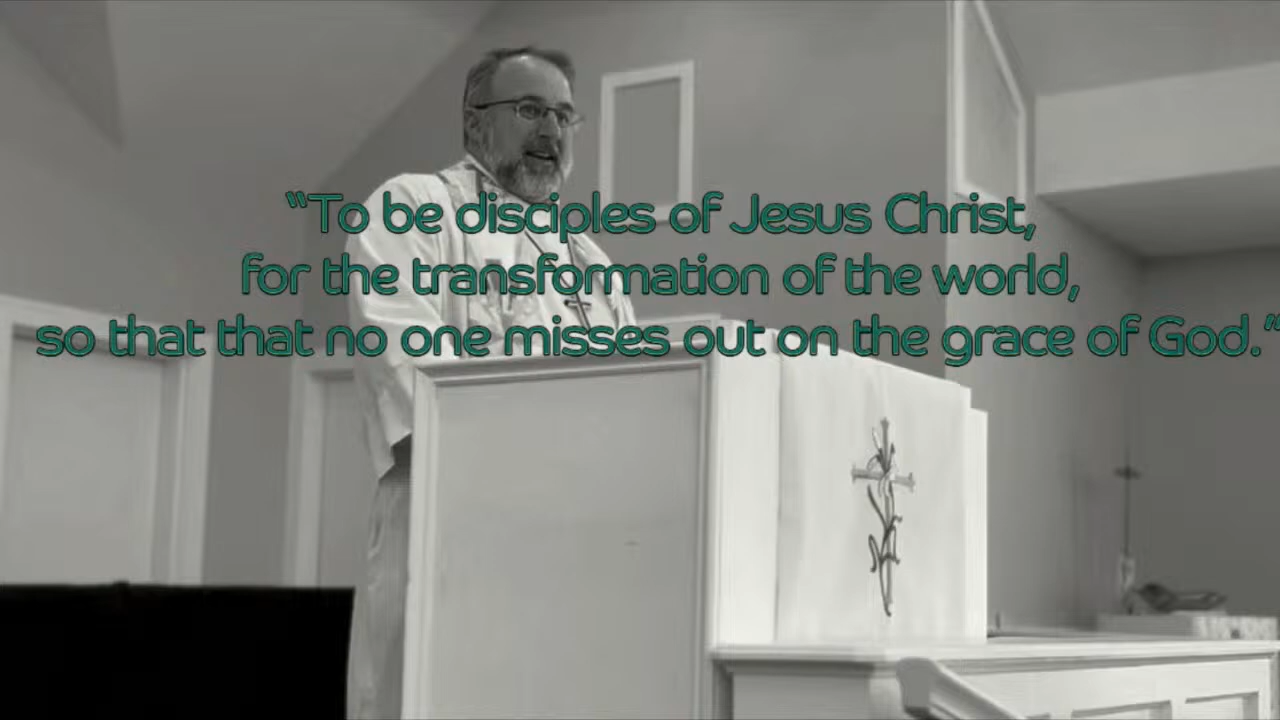 “To be disciples of Jesus Christ,
for the transformation of the world,
so that that no one misses out on the grace of God.”